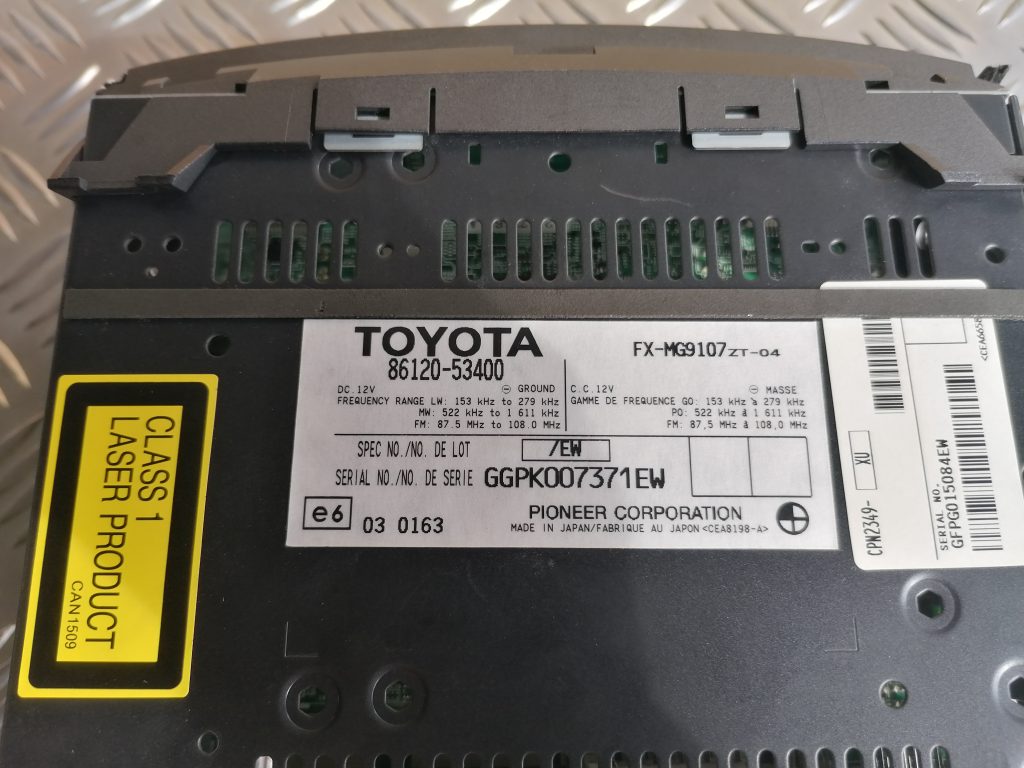 TOYOTA
86120-53400
FX-MG9107ZT-04
DC.12V ⊖ GROUND
FREQUENCY RANGE LW: 153 kHz to 279 kHz
MW: 522 kHz to 1 611 kHz
FM: 87.5 MHz to 108.0 MHz
C.C.12V ⊖ MASSE
GAMME DE FREQUENCE GO: 153 kHz à 279 kHz
PO: 522 kHz à 1 611 kHz
FM: 87,5 MHz à 108,0 MHz
SPEC NO./NO. DE LOT /EW
SERIAL NO./NO. DE SERIE GGPK007371EW
e6 03 0163
PIONEER CORPORATION
MADE IN JAPAN/FABRIQUE AU JAPON <CEA8198-A>
CLASS 1
LASER PRODUCT
CAN1509
CPN2349- XU
SERIAL NO.
GFPG015084EW